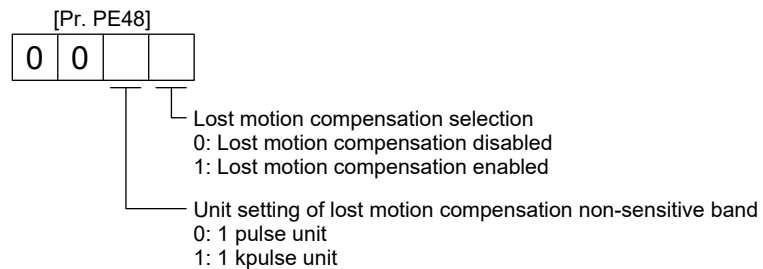 [Pr. PE48]
0 0
Lost motion compensation selection
0: Lost motion compensation disabled
1: Lost motion compensation enabled
Unit setting of lost motion compensation non-sensitive band
0: 1 pulse unit
1: 1 kpulse unit